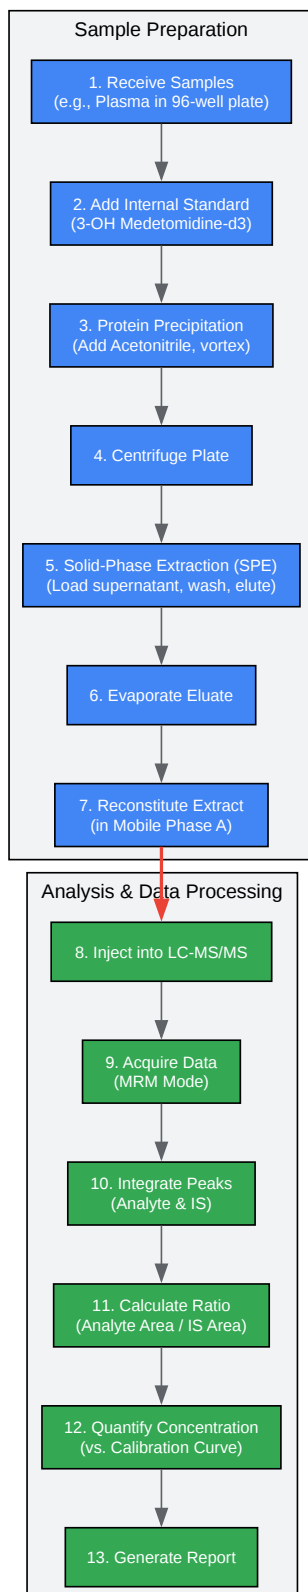 Sample Preparation
1. Receive Samples
(e.g., Plasma in 96-well plate)
2. Add Internal Standard
(3-OH Medetomidine-d3)
3. Protein Precipitation
(Add Acetonitrile, vortex)
4. Centrifuge Plate
5. Solid-Phase Extraction (SPE)
(Load supernatant, wash, elute)
6. Evaporate Eluate
7. Reconstitute Extract
(in Mobile Phase A)
Analysis & Data Processing
8. Inject into LC-MS/MS
9. Acquire Data
(MRM Mode)
10. Integrate Peaks
(Analyte & IS)
11. Calculate Ratio
(Analyte Area / IS Area)
12. Quantify Concentration
(vs. Calibration Curve)
13. Generate Report